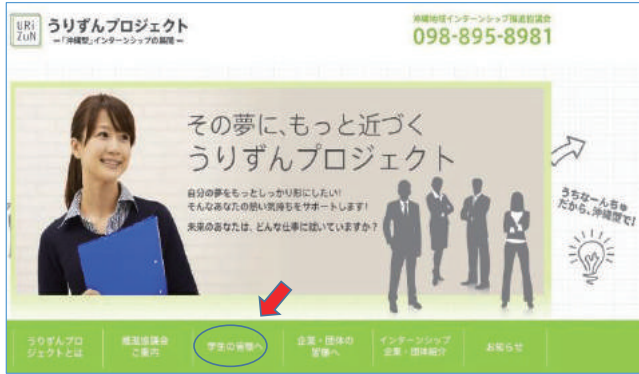 URi
ZUN
うりずんプロジェクト
ー「沖縄型」インターンシップの展開ー
沖縄地域インターンシップ推進協議会
098-895-8981
その夢に、もっと近づく
うりずんプロジェクト
自分の夢をもっとしっかり形にしたい!
そんなあなたの熱い気持ちをサポートします!
未来のあなたは、どんな仕事に就いていますか?
うちなーんちゅ
だから、沖縄型で!
うりずんプロ
ジェクトとは
推進協議会
ご案内
学生の皆様へ
企業・団体の
皆様へ
インターンシップ
企業・団体紹介
お知らせ